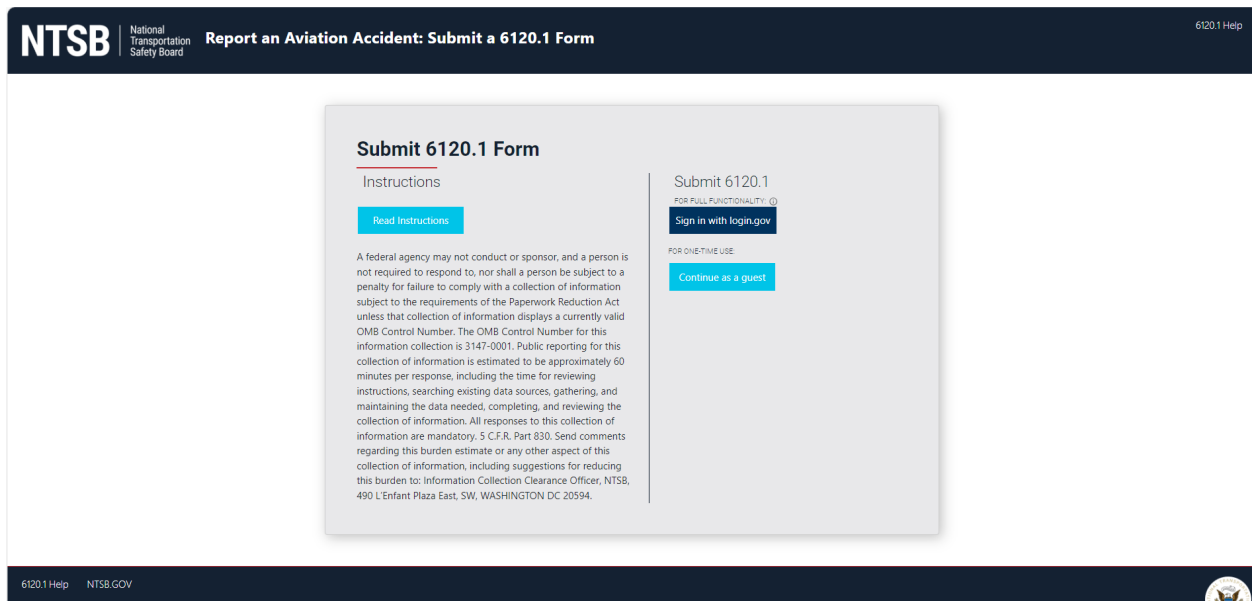 NTSB
National
Transportation
Safety Board
Report an Aviation Accident: Submit a 6120.1 Form
6120.1 Help
Submit 6120.1 Form
Instructions
Read Instructions
A federal agency may not conduct or sponsor, and a person is
not required to respond to, nor shall a person be subject to a
penalty for failure to comply with a collection of information
subject to the requirements of the Paperwork Reduction Act
unless that collection of information displays a currently valid
OMB Control Number. The OMB Control Number for this
information collection is 3147-0001. Public reporting for this
collection of information is estimated to be approximately 60
minutes per response, including the time for reviewing
instructions, searching existing data sources, gathering, and
maintaining the data needed, completing, and reviewing the
collection of information. All responses to this collection of
information are mandatory. 5 C.F.R. Part 830. Send comments
regarding this burden estimate or any other aspect of this
collection of information, including suggestions for reducing
this burden to: Information Collection Clearance Officer, NTSB,
490 L'Enfant Plaza East, SW, WASHINGTON DC 20594.
Submit 6120.1
FOR FULL FUNCTIONALITY:
Sign in with login.gov
FOR ONE-TIME USE:
Continue as a guest
6120.1 Help
NTSB.GOV